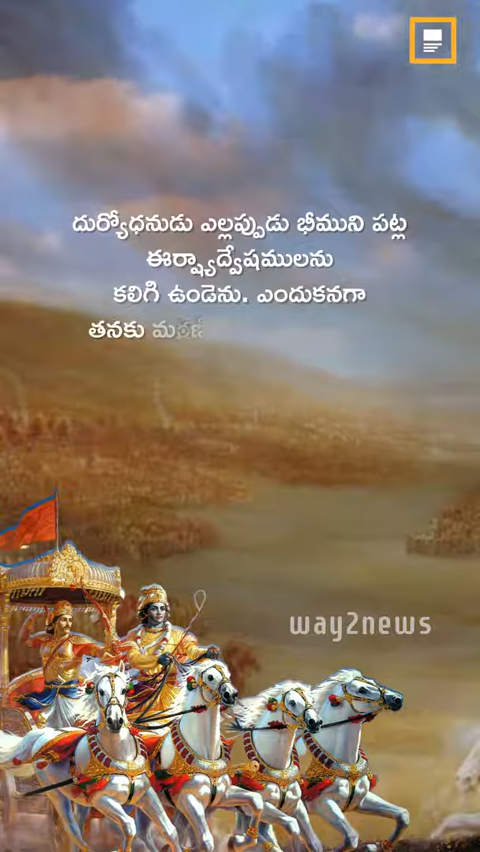 దుర్యోధనుడు ఎల్లప్పుడు భీముని పట్ల
ఈర్ష్యాద్వేషములను
కలిగి ఉండెను. ఎందుకనగా
తనకు
way2news